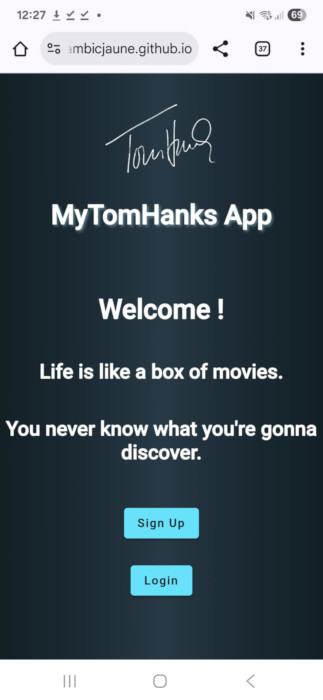 12:27
ambicjaune.github.io
37
69
TomHanks
MyTomHanks App
Welcome !
Life is like a box of movies.
You never know what you're gonna
discover.
Sign Up
Login